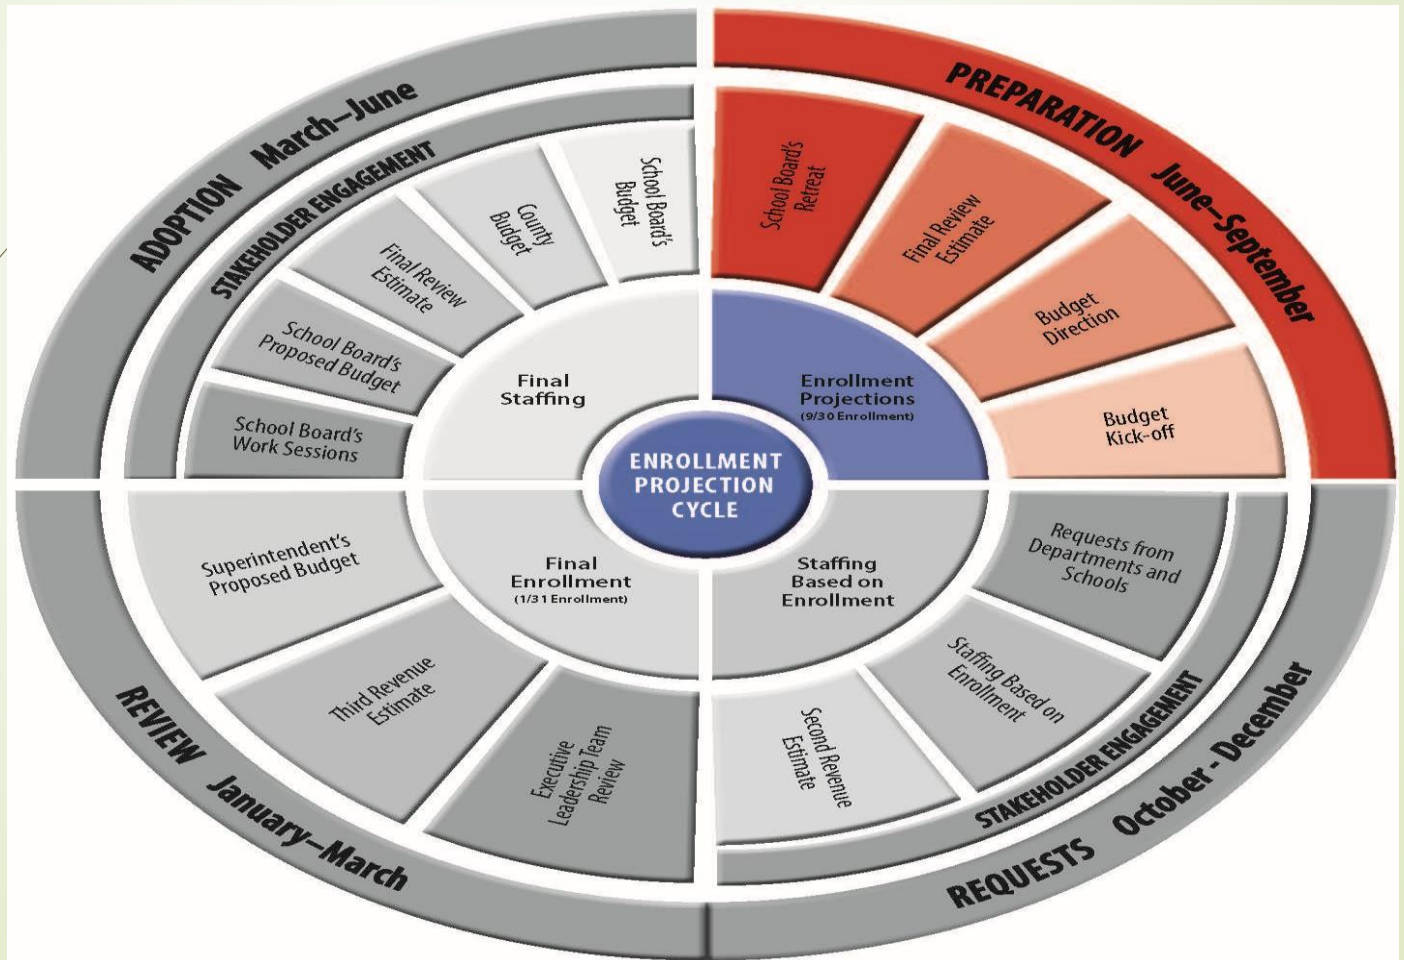 PREPARATION June–September
School Board's
Retreat
Final Review
Estimate
Budget
Direction
Budget
Kick-off
Enrollment
Projections
(9/30 Enrollment)
REQUESTS October - December
STAKEHOLDER ENGAGEMENT
Requests from
Departments and
Schools
Staffing Based on
Enrollment
Second Revenue
Estimate
Staffing
Based on
Enrollment
REVIEW January–March
Executive
Leadership Team
Review
Third Revenue
Estimate
Superintendent's
Proposed Budget
Final
Enrollment
(1/31 Enrollment)
ADOPTION March–June
STAKEHOLDER ENGAGEMENT
School Board's
Work Sessions
School Board's
Proposed Budget
Final Review
Estimate
County
Budget
School Board's
Budget
Final
Staffing
ENROLLMENT
PROJECTION
CYCLE